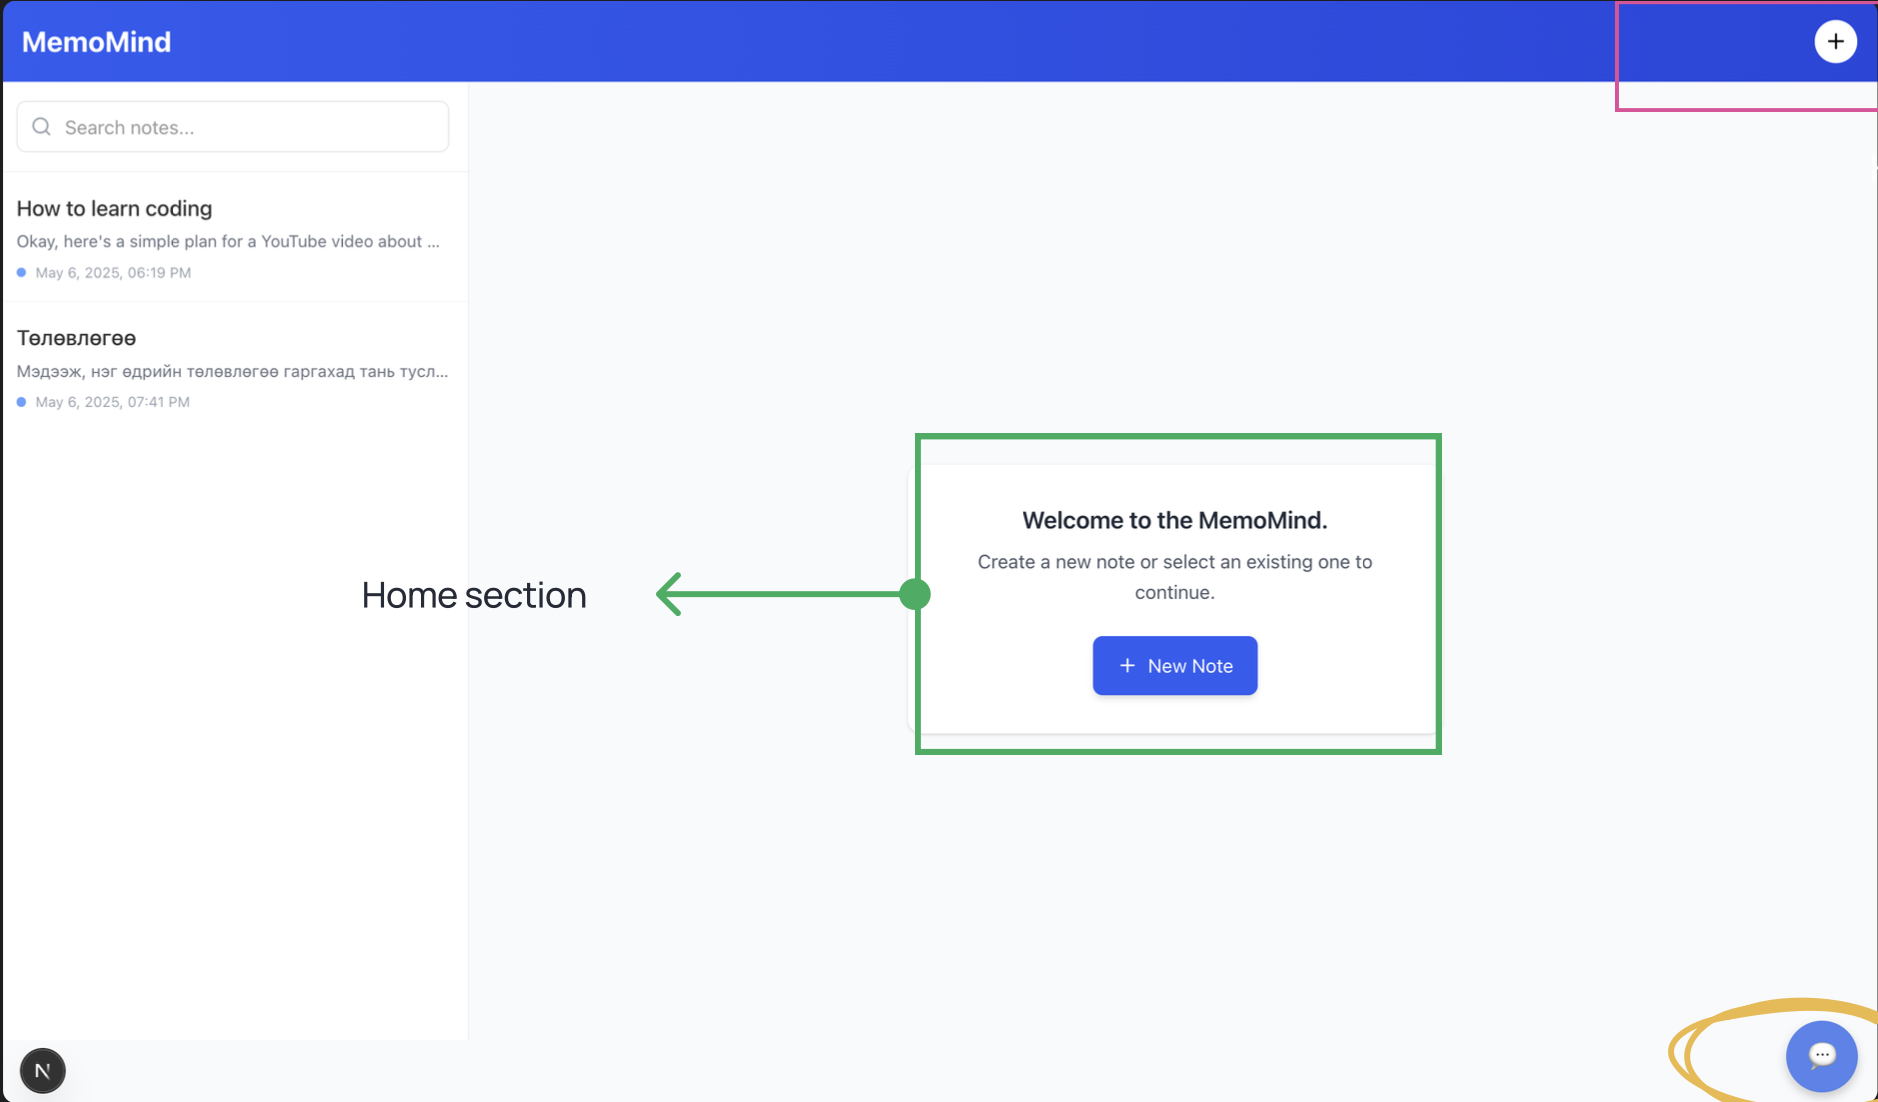 MemoMind
Search notes...
How to learn coding
Okay, here's a simple plan for a YouTube video about ...
May 6, 2025, 06:19 PM
Төлөвлөгөө
Мэдээж, нэг өдрийн төлөвлөгөө гаргахад тань тусл...
May 6, 2025, 07:41 PM
Home section
Welcome to the MemoMind.
Create a new note or select an existing one to
continue.
+ New Note
N